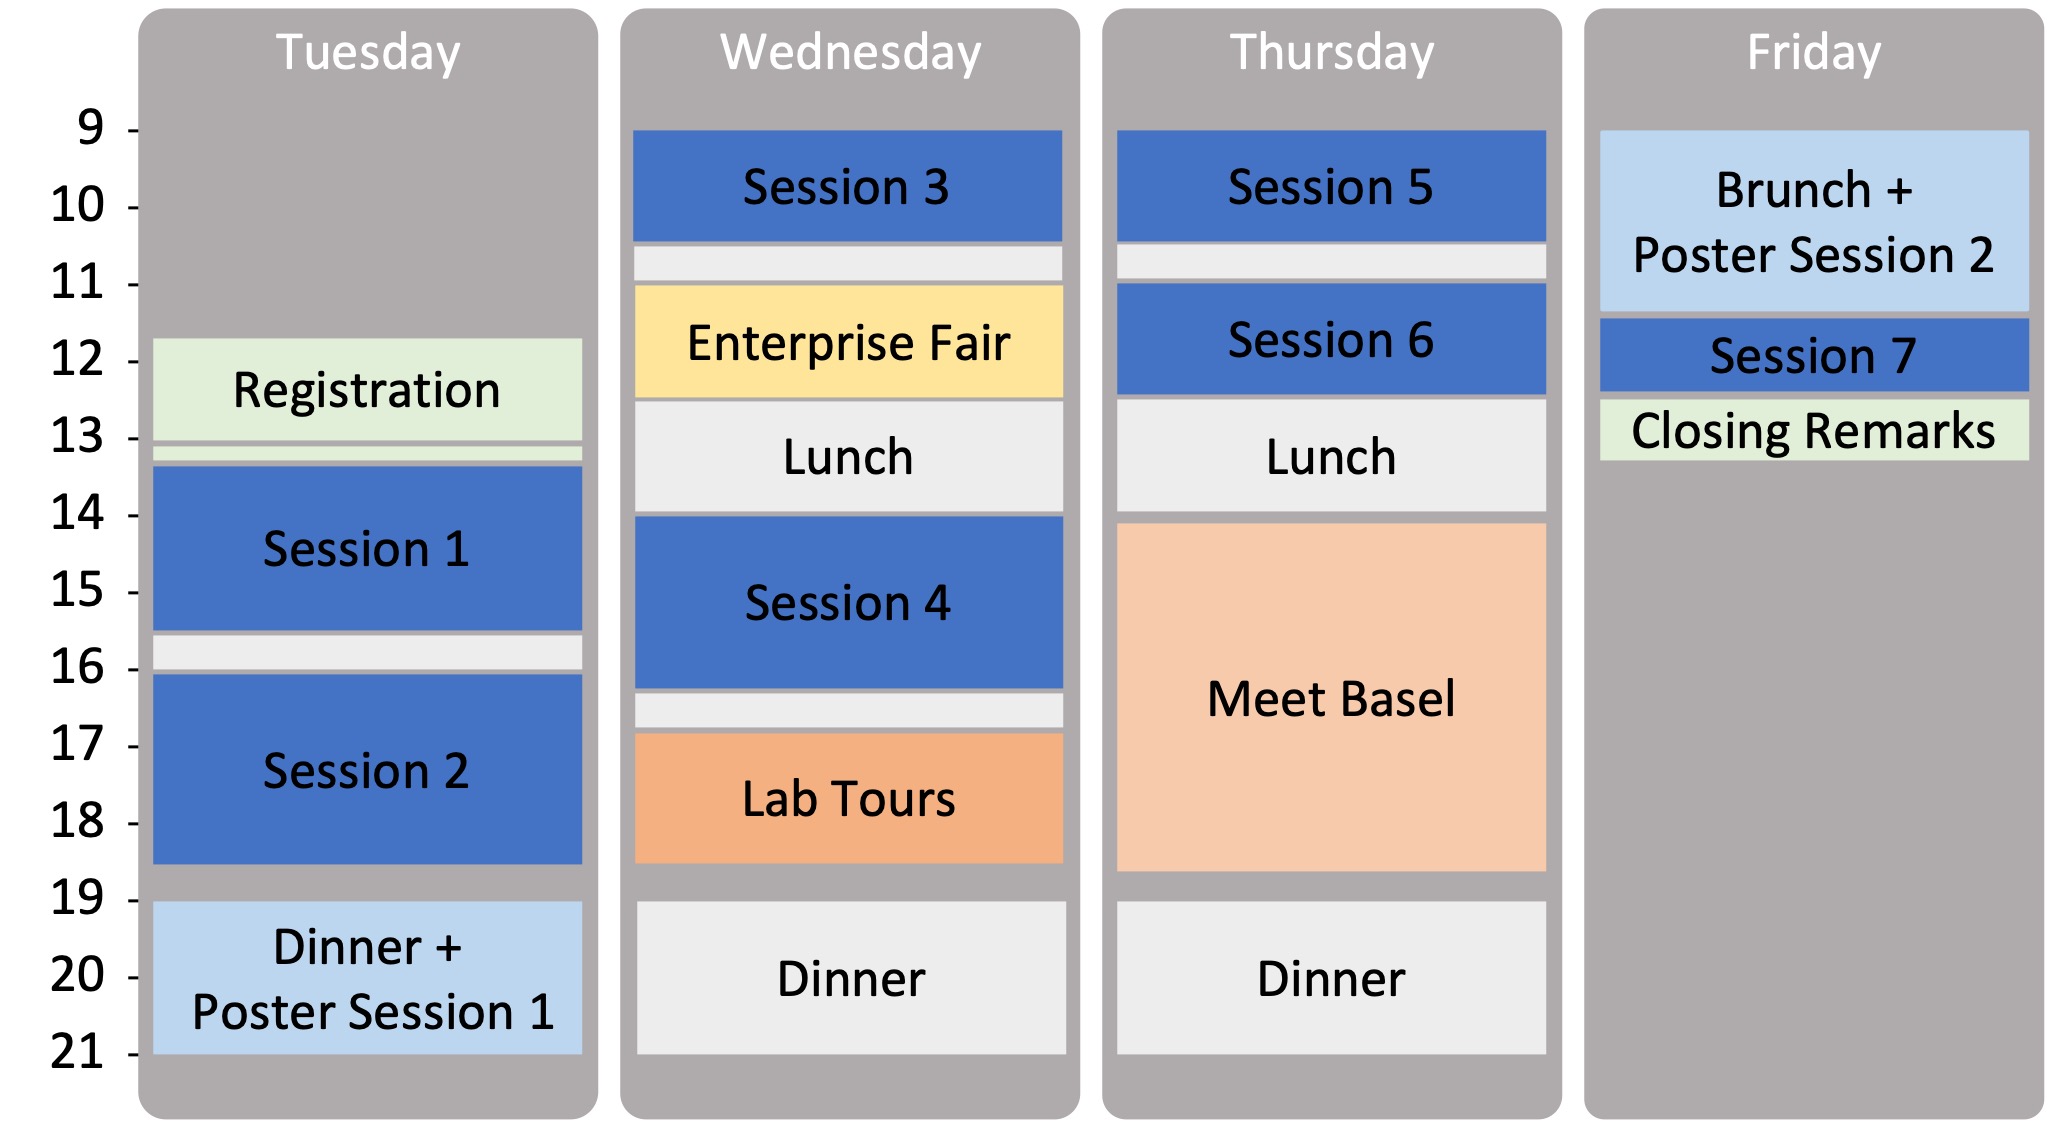 Tuesday
Wednesday
Thursday
Friday
9
10
11
12
13
14
15
16
17
18
19
20
21
Registration
Session 1
Session 2
Dinner +
Poster Session 1
Session 3
Enterprise Fair
Lunch
Session 4
Lab Tours
Dinner
Session 5
Session 6
Lunch
Meet Basel
Dinner
Brunch +
Poster Session 2
Session 7
Closing Remarks